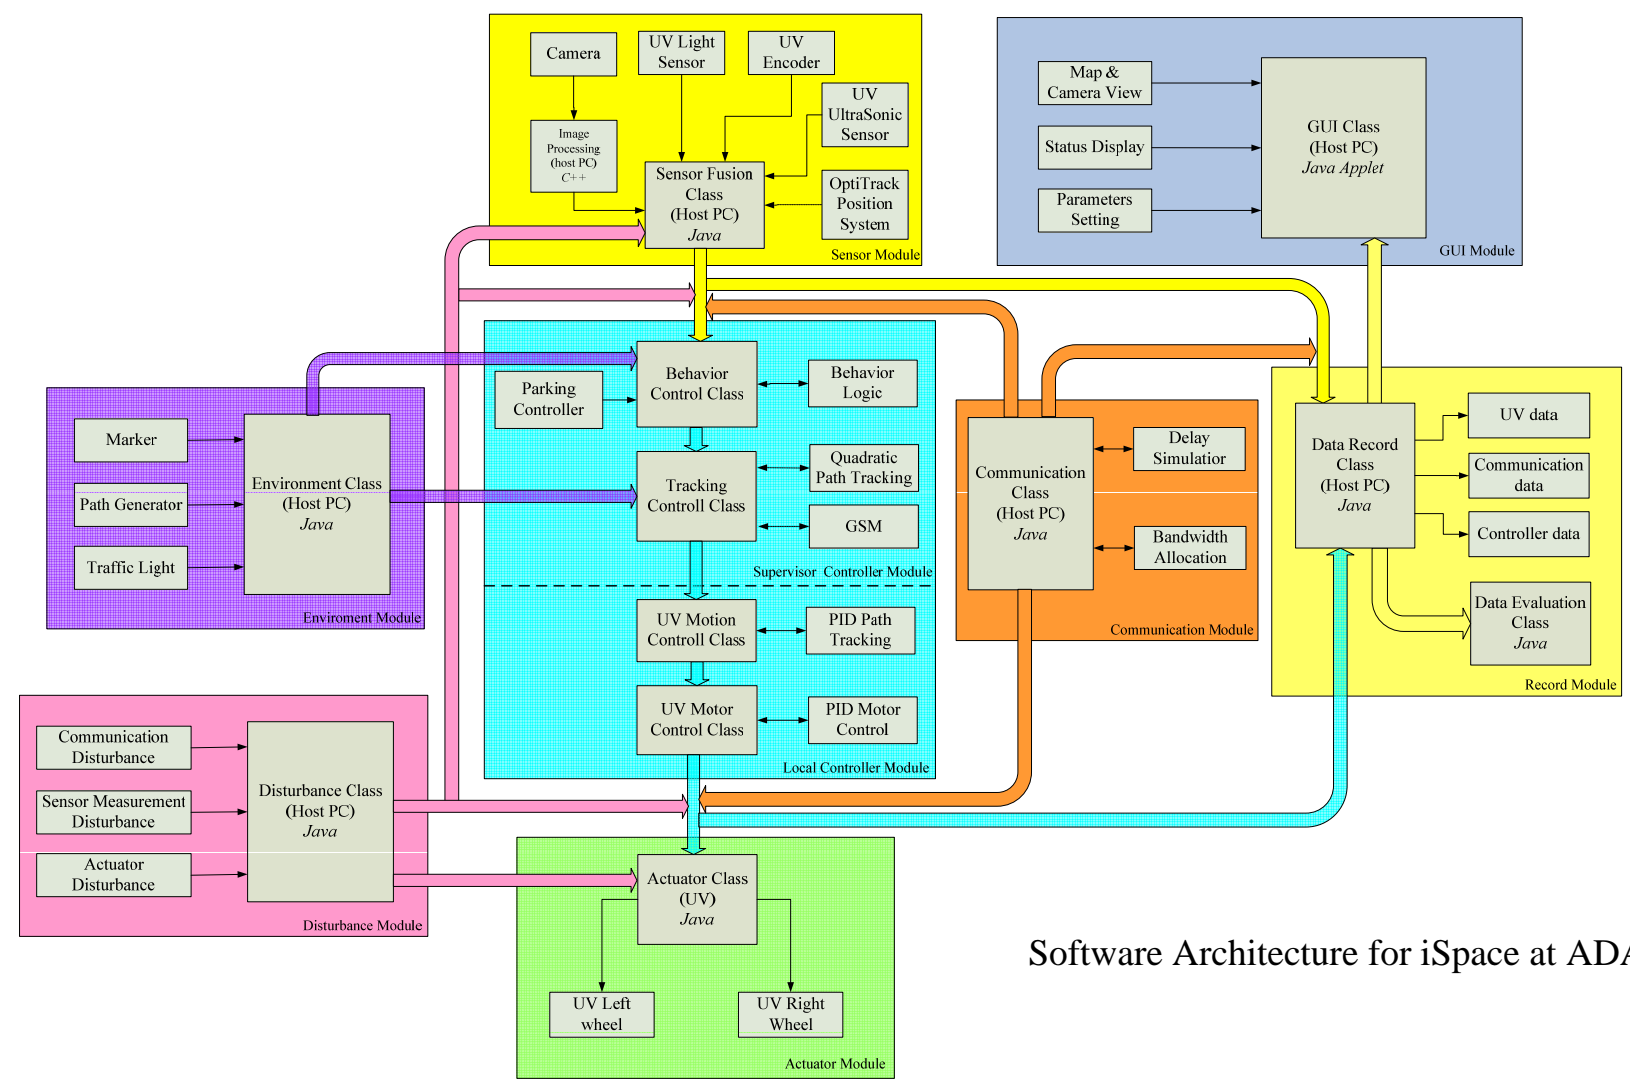 Camera
UV Light
Sensor
UV
Encoder
UV
UltraSonic
Sensor
Image
Processing
(host PC)
C++
Sensor Fusion
Class
(Host PC)
Java
OptiTrack
Position
System
Sensor Module
Map &
Camera View
Status Display
Parameters
Setting
GUI Class
(Host PC)
Java Applet
GUI Module
Behavior
Control Class
Parking
Controller
Behavior
Logic
Tracking
Controll Class
Quadratic
Path Tracking
GSM
Supervisor Controller Module
UV Motion
Controll Class
PID Path
Tracking
UV Motor
Control Class
PID Motor
Control
Local Controller Module
Marker
Path Generator
Traffic Light
Environment Class
(Host PC)
Java
Enviroment Module
Communication
Class
(Host PC)
Java
Delay
Simulatior
Bandwidth
Allocation
Communication Module
Data Record
Class
(Host PC)
Java
UV data
Communication
data
Controller data
Data Evaluation
Class
Java
Record Module
Communication
Disturbance
Sensor Measurement
Disturbance
Actuator
Disturbance
Disturbance Class
(Host PC)
Java
Disturbance Module
Actuator Class
(UV)
Java
UV Left
wheel
UV Right
Wheel
Actuator Module
Software Architecture for iSpace at ADA